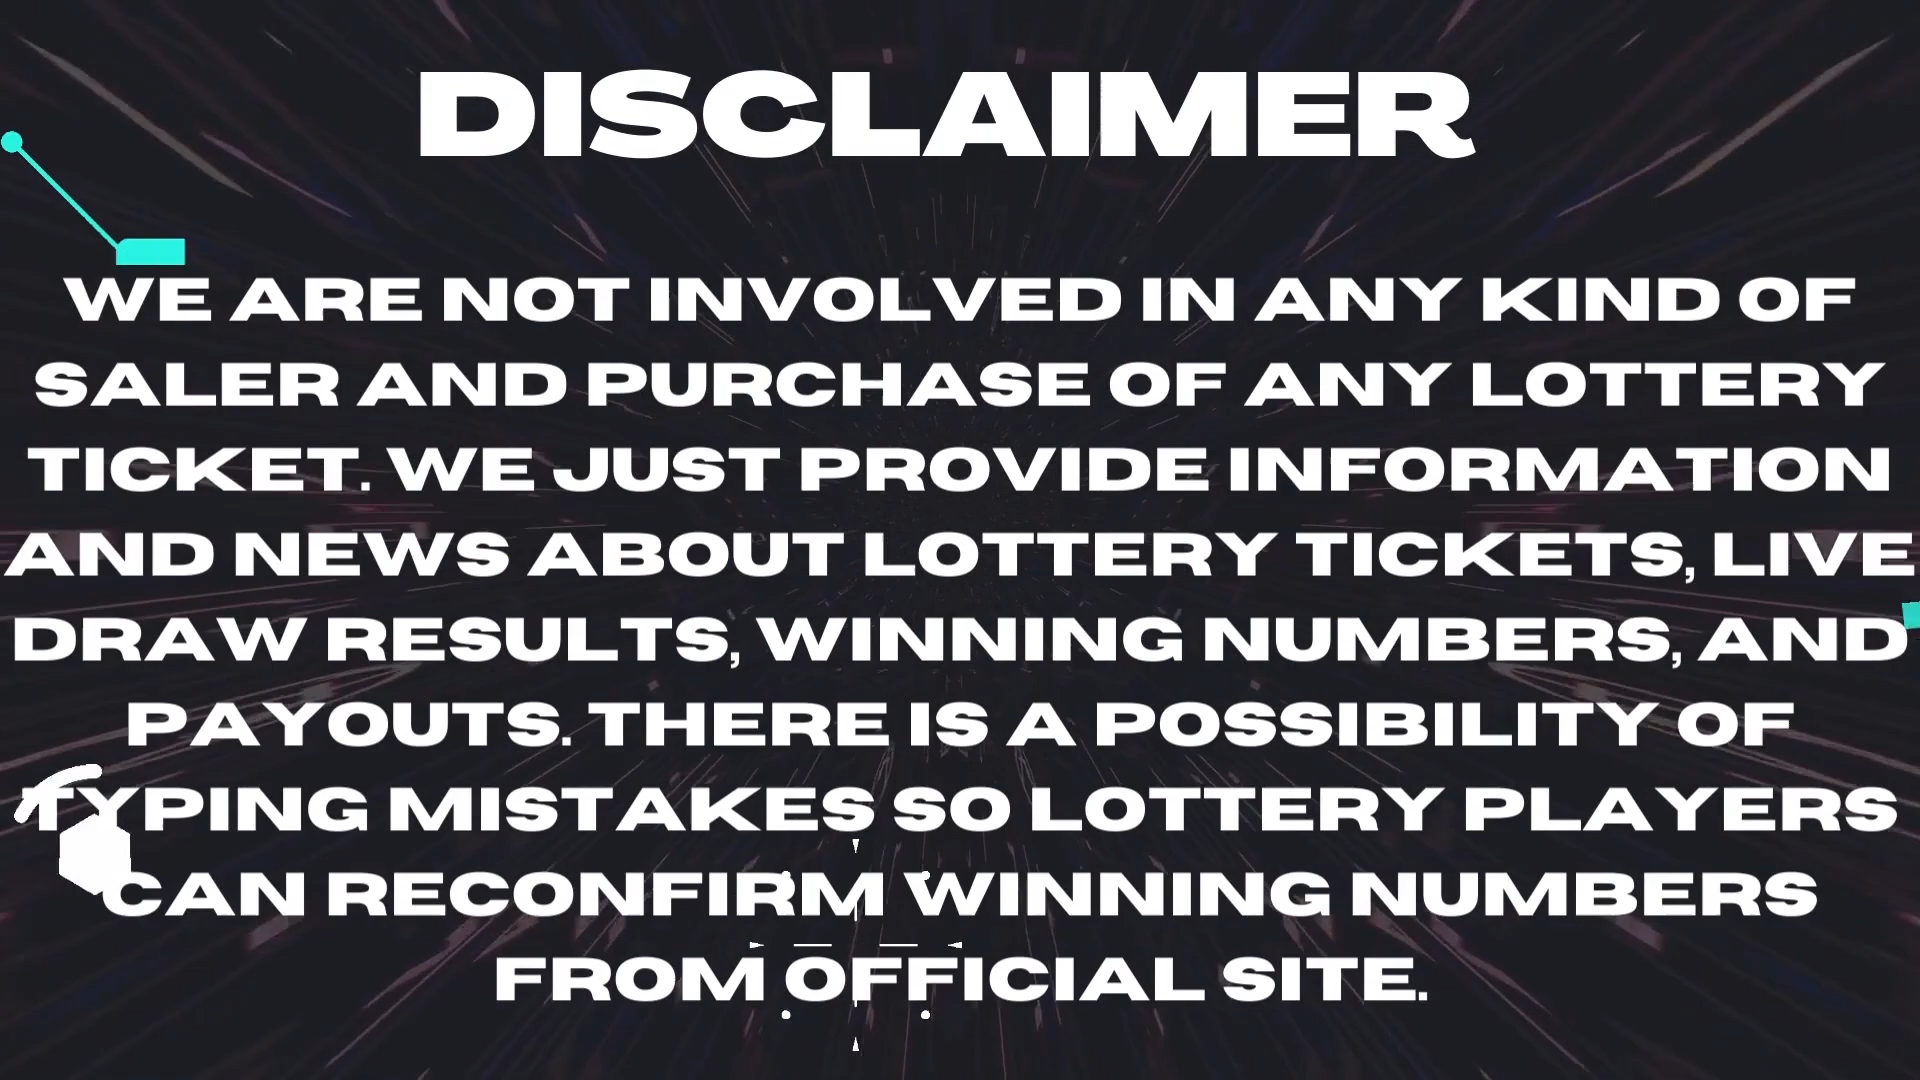 DISCLAIMER
WE ARE NOT INVOLVED IN ANY KIND OF
SALER AND PURCHASE OF ANY LOTTERY
TICKET. WE JUST PROVIDE INFORMATION
AND NEWS ABOUT LOTTERY TICKETS, LIVE
DRAW RESULTS, WINNING NUMBERS, AND
PAYOUTS. THERE IS A POSSIBILITY OF
TYPING MISTAKES SO LOTTERY PLAYERS
CAN RECONFIRM WINNING NUMBERS
FROM OFFICIAL SITE.